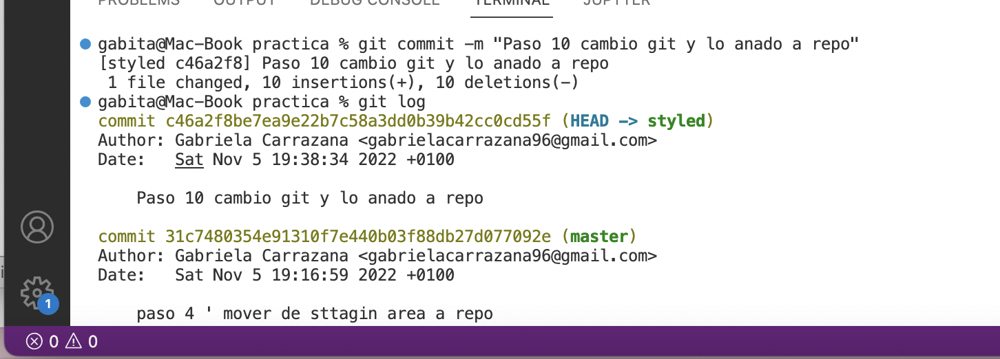 PROBLEMS OUTPUT DEBUG CONSOLE TERMINAL JUPYTER
gabita@Mac-Book practica % git commit -m "Paso 10 cambio git y lo anado a repo"
[styled c46a2f8] Paso 10 cambio git y lo anado a repo
1 file changed, 10 insertions(+), 10 deletions(-)
gabita@Mac-Book practica % git log
commit c46a2f8be7ea9e22b7c58a3dd0b39b42cc0cd55f (HEAD -> styled)
Author: Gabriela Carrazana <gabrielacarrazana96@gmail.com>
Date: Sat Nov 5 19:38:34 2022 +0100
Paso 10 cambio git y lo anado a repo
commit 31c7480354e91310f7e440b03f88db27d077092e (master)
Author: Gabriela Carrazana <gabrielacarrazana96@gmail.com>
Date: Sat Nov 5 19:16:59 2022 +0100
1
paso 4 ' mover de sttagin area a repo
0 0